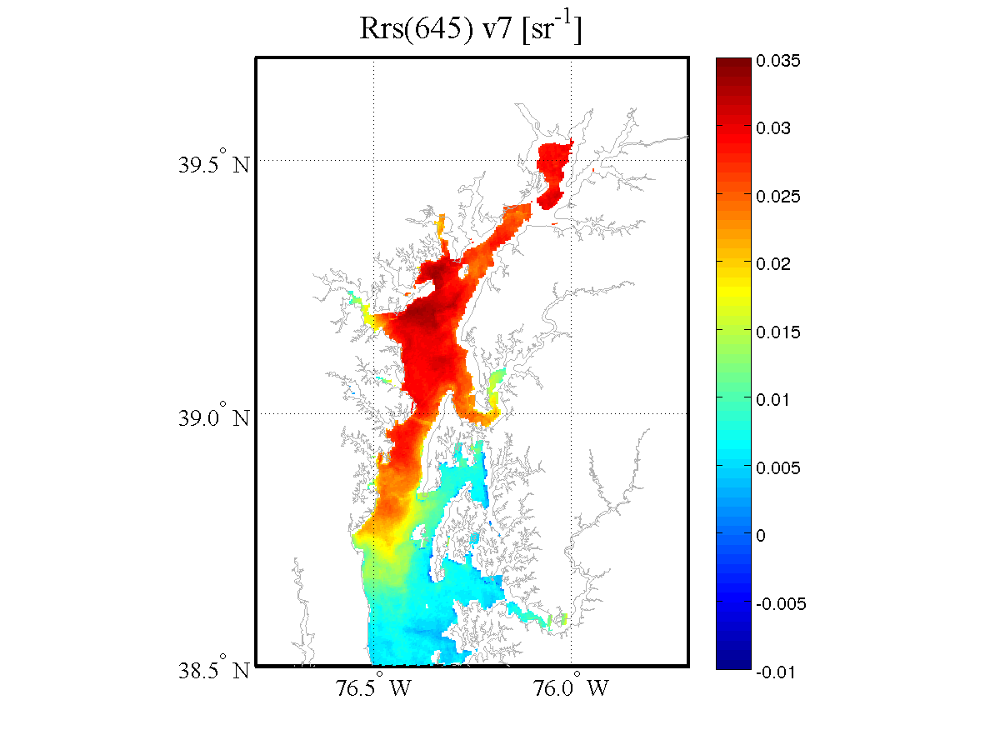 Rrs(645) v7 [sr⁻¹]
39.5° N
39.0° N
38.5° N
76.5° W
76.0° W
0.035
0.03
0.025
0.02
0.015
0.01
0.005
0
-0.005
-0.01